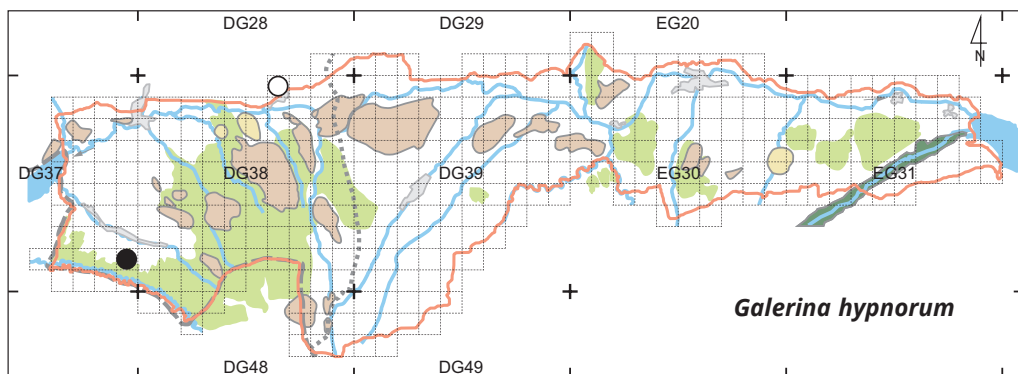 DG28 DG29 EG20
N
DG37 DG38 DG39 EG30 EG31
Galerina hypnorum
DG48 DG49